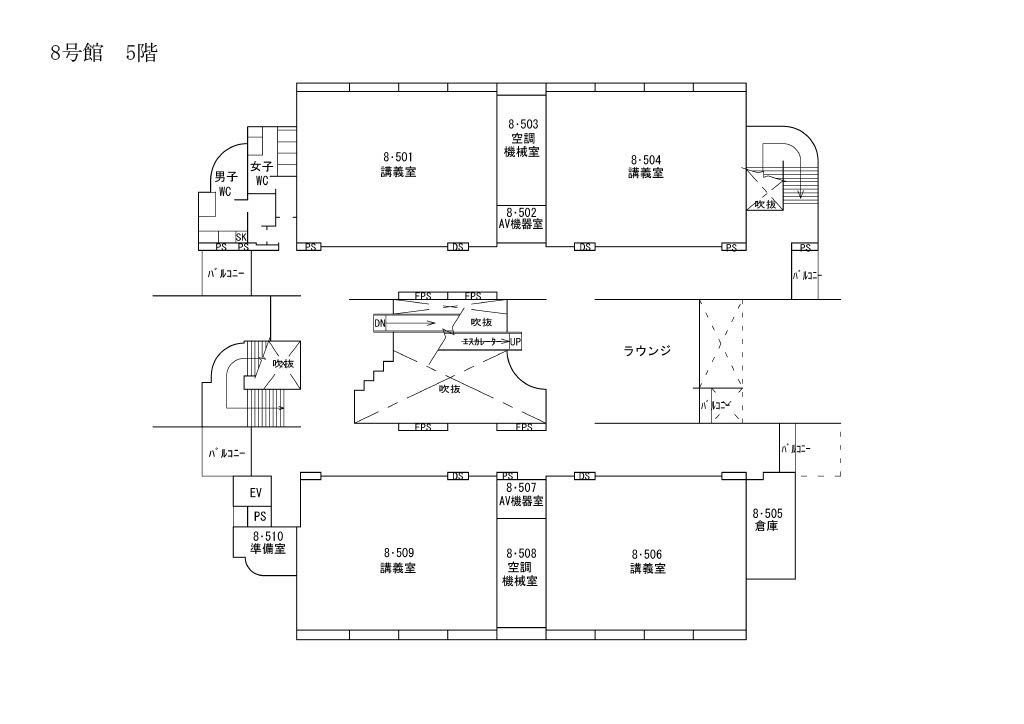 8号館　5階
8・501
講義室
8・503
空調
機械室
8・504
講義室
8・502
AV機器室
女子
WC
男子
WC
吹抜
SK
PS
PS
PS
DS
DS
PS
PS
ﾊﾞﾙｺﾆｰ
ﾊﾞﾙｺﾆｰ
EPS
EPS
DN
吹抜
ｴｽｶﾚｰﾀｰ
UP
ラウンジ
吹抜
吹抜
ﾊﾞﾙｺﾆｰ
EPS
EPS
ﾊﾞﾙｺﾆｰ
ﾊﾞﾙｺﾆｰ
DS
PS
DS
EV
8・507
AV機器室
PS
8・505
倉庫
8・510
準備室
8・509
講義室
8・508
空調
機械室
8・506
講義室